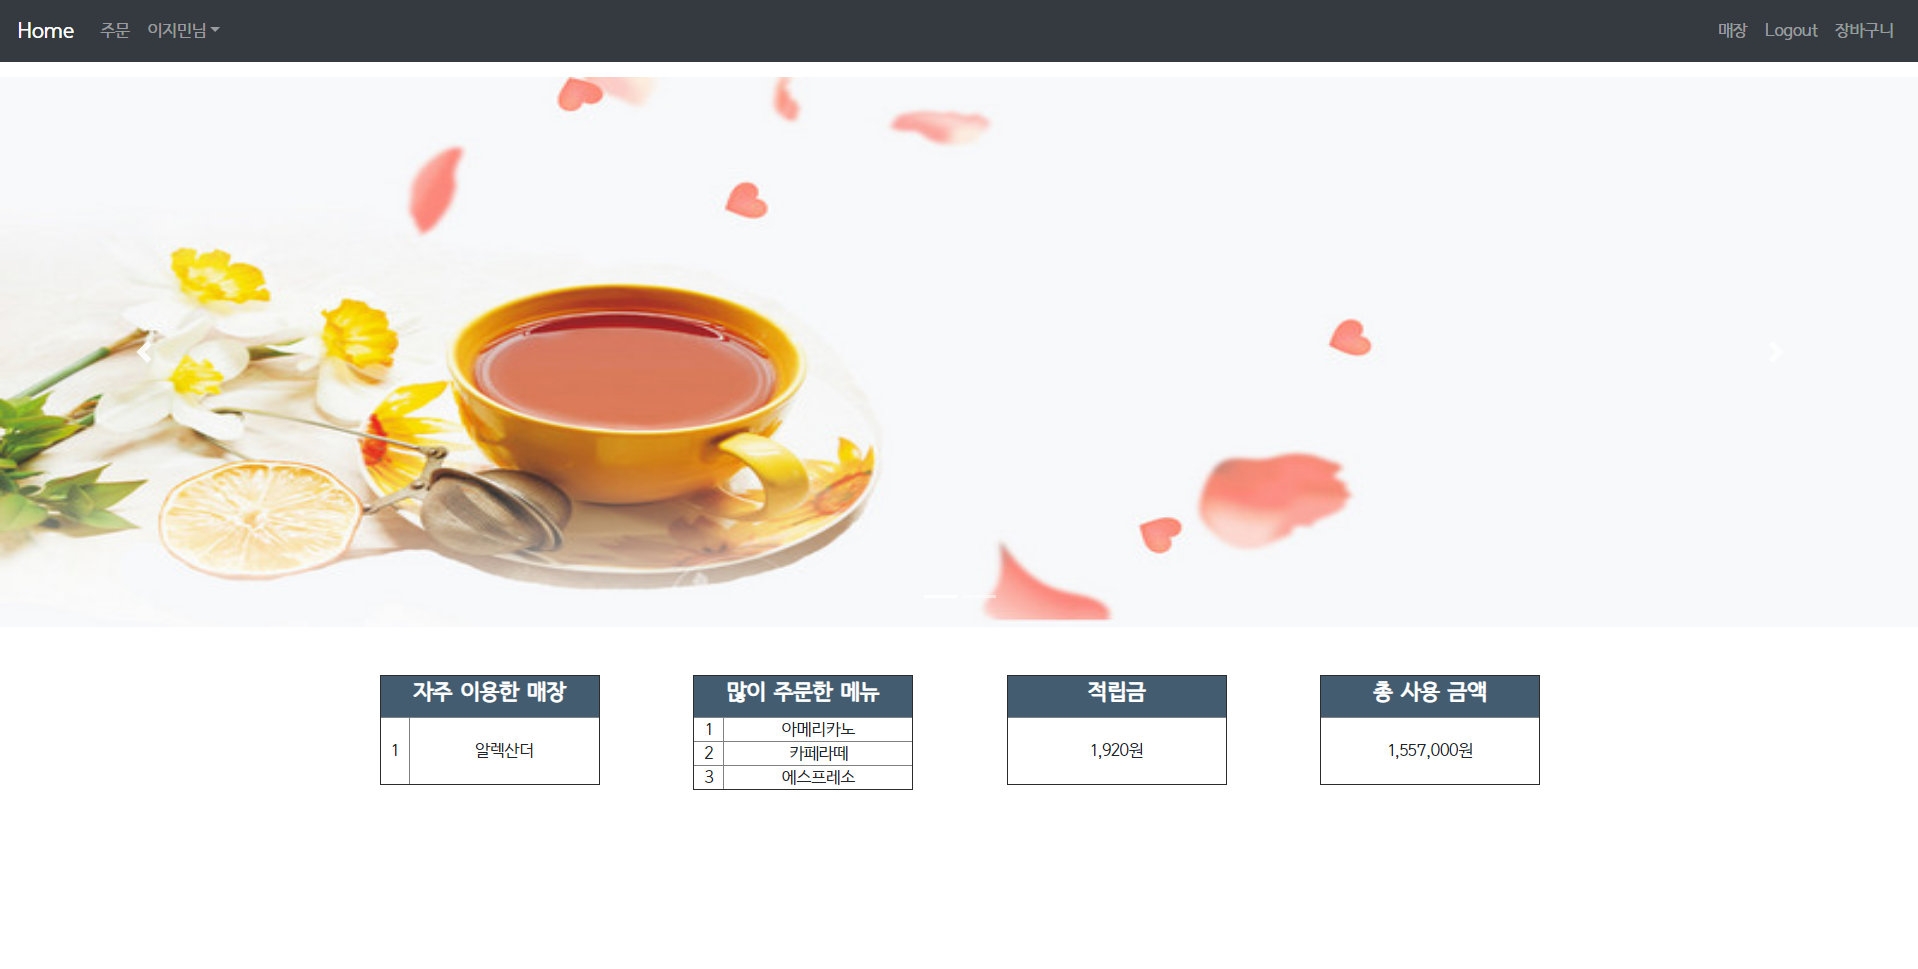 Home 주문 이지민님 매장 Logout 장바구니
자주 이용한 매장
1 알렉산더
많이 주문한 메뉴
1 아메리카노
2 카페라떼
3 에스프레소
적립금
1,920원
총 사용 금액
1,557,000원